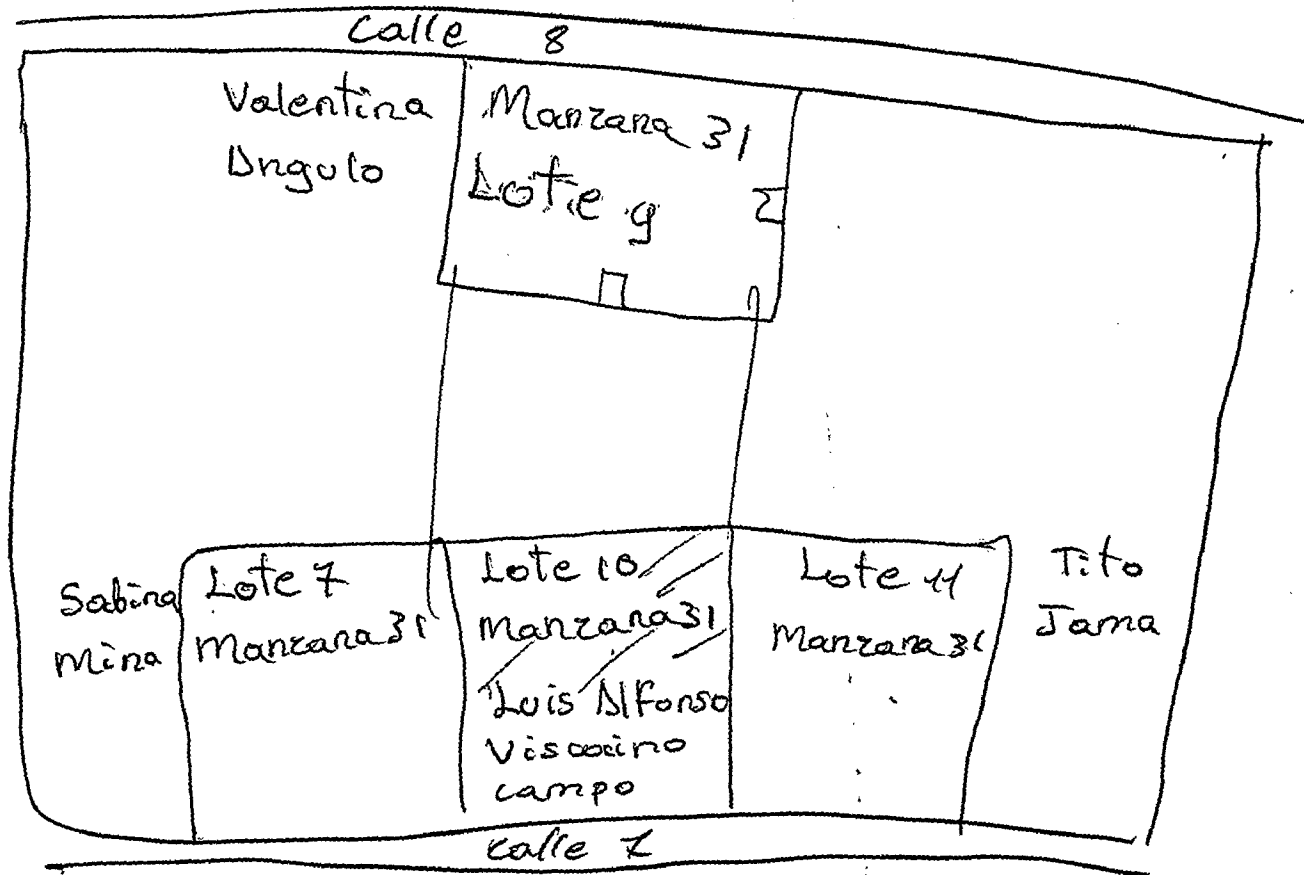 Calle 8
Valentina
Angulo
Manzana 31
Lote 9
Sabina
Mina
Lote 7
Manzana 31
Lote 10
Manzana 31
Luis Alfonso
Viscaino
campo
Lote 11
Manzana 31
Tito
Jama
calle 7